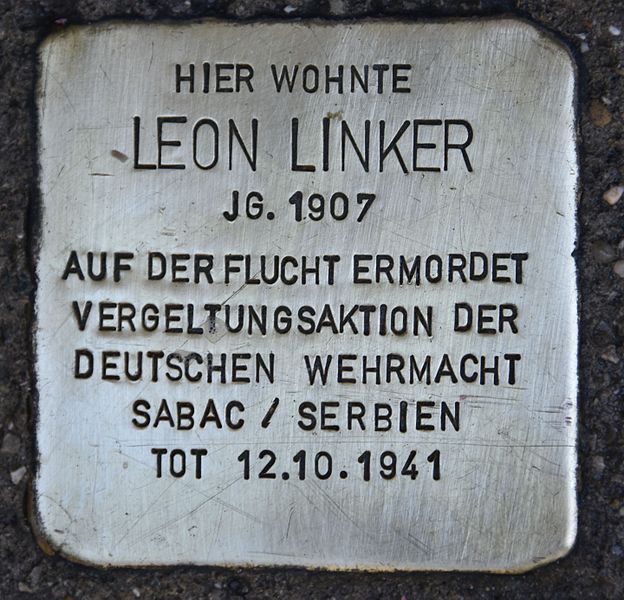 HIER WOHNTE
LEON LINKER
JG. 1907
AUF DER FLUCHT ERMORDET
VERGELTUNGSAKTION DER
DEUTSCHEN WEHRMACHT
SABAC / SERBIEN
TOT 12.10.1941